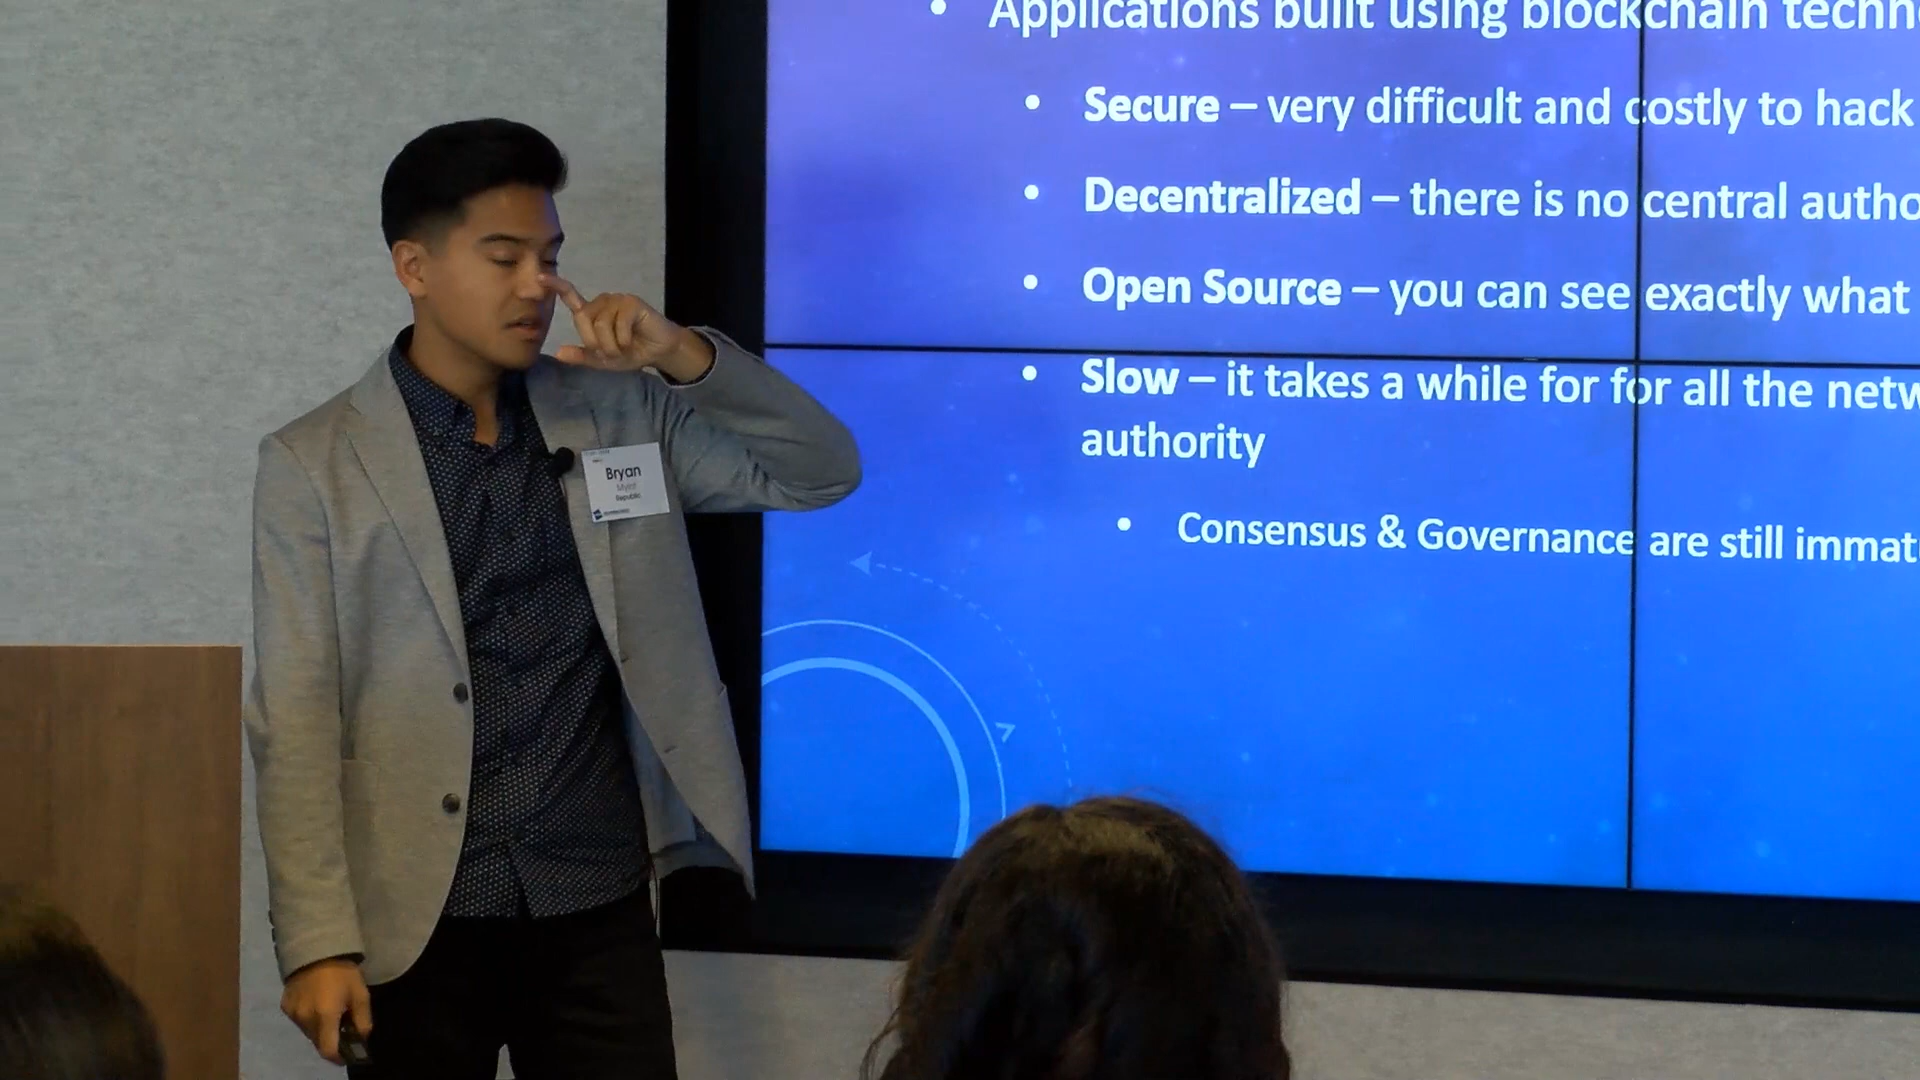 Applications built using blockchain techn
Secure – very difficult and costly to hack
Decentralized – there is no central autho
Open Source – you can see exactly what
Slow – it takes a while for for all the netw
authority
Consensus & Governance are still immat
Bryan
Myint
Republic